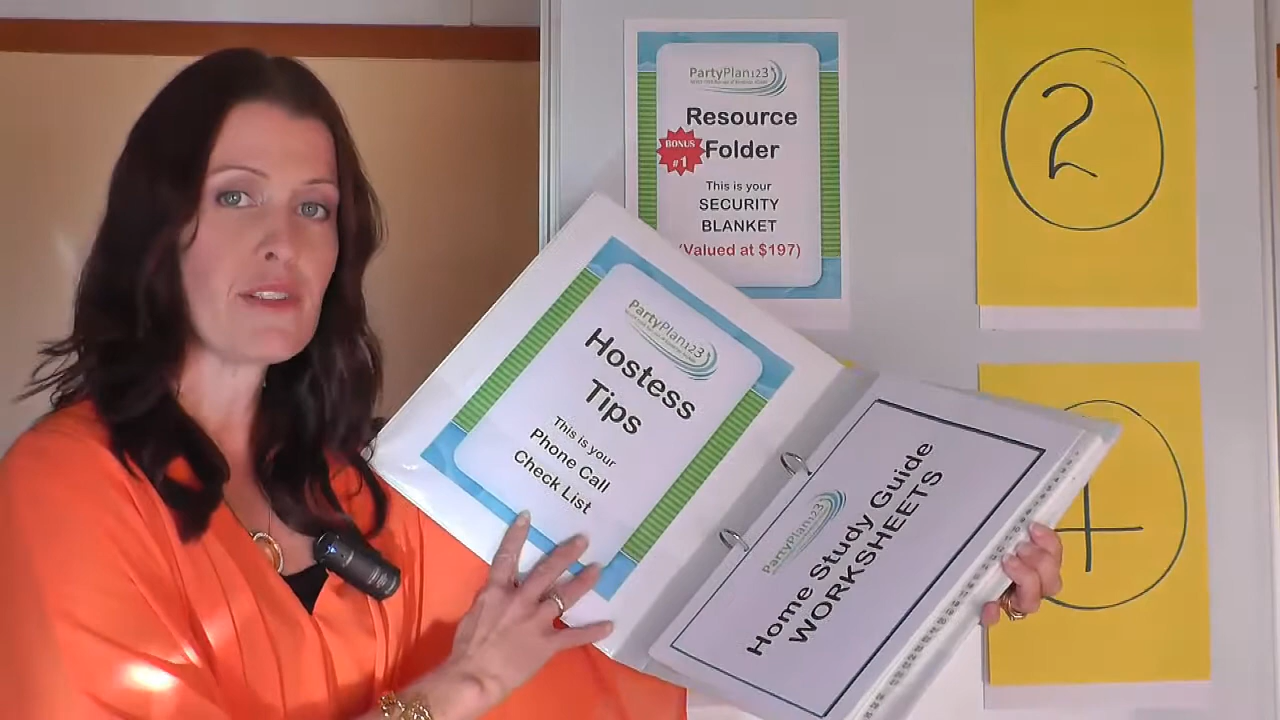 PartyPlan123
Resource
BONUS
#1
Folder
This is your
SECURITY
BLANKET
(Valued at $197)
2
PartyPlan123
Hostess
Tips
This is your
Phone Call
Check List
PartyPlan123
Home Study Guide
WORKSHEETS
+